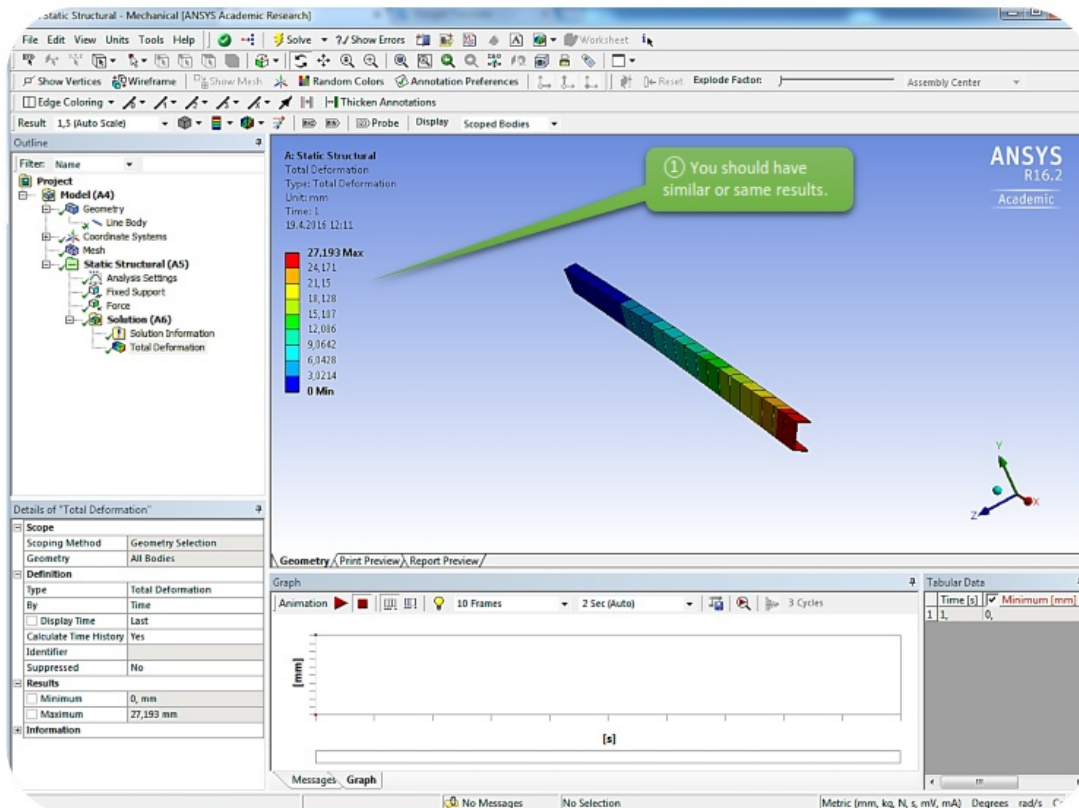 Static Structural - Mechanical [ANSYS Academic Research]
File Edit View Units Tools Help Solve ?/ Show Errors Worksheet
Show Vertices Wireframe Show Mesh Random Colors Annotation Preferences Reset Explode Factor: Assembly Center
Edge Coloring Thicken Annotations
Result 1,5 (Auto Scale) Probe Display Scoped Bodies
Outline
Filter: Name
Project
Model (A4)
Geometry
Line Body
Coordinate Systems
Mesh
Static Structural (A5)
Analysis Settings
Fixed Support
Force
Solution (A6)
Solution Information
Total Deformation
A: Static Structural
Total Deformation
Type: Total Deformation
Unit: mm
Time: 1
19.4.2016 12:11
27,193 Max
24,171
21,15
18,128
15,107
12,086
9,0642
6,0428
3,0214
0 Min
① You should have
similar or same results.
ANSYS
R16.2
Academic
Y
Z
X
Geometry Print Preview Report Preview
Details of "Total Deformation"
Scope
Scoping Method Geometry Selection
Geometry All Bodies
Definition
Type Total Deformation
By Time
Display Time Last
Calculate Time History Yes
Identifier
Suppressed No
Results
Minimum 0, mm
Maximum 27,193 mm
Information
Graph
Animation 10 Frames 2 Sec (Auto) 3 Cycles
[mm]
[s]
Messages Graph
Tabular Data
Time [s] Minimum [mm]
1 1, 0,
No Messages No Selection Metric (mm, kg, N, s, mV, mA) Degrees rad/s